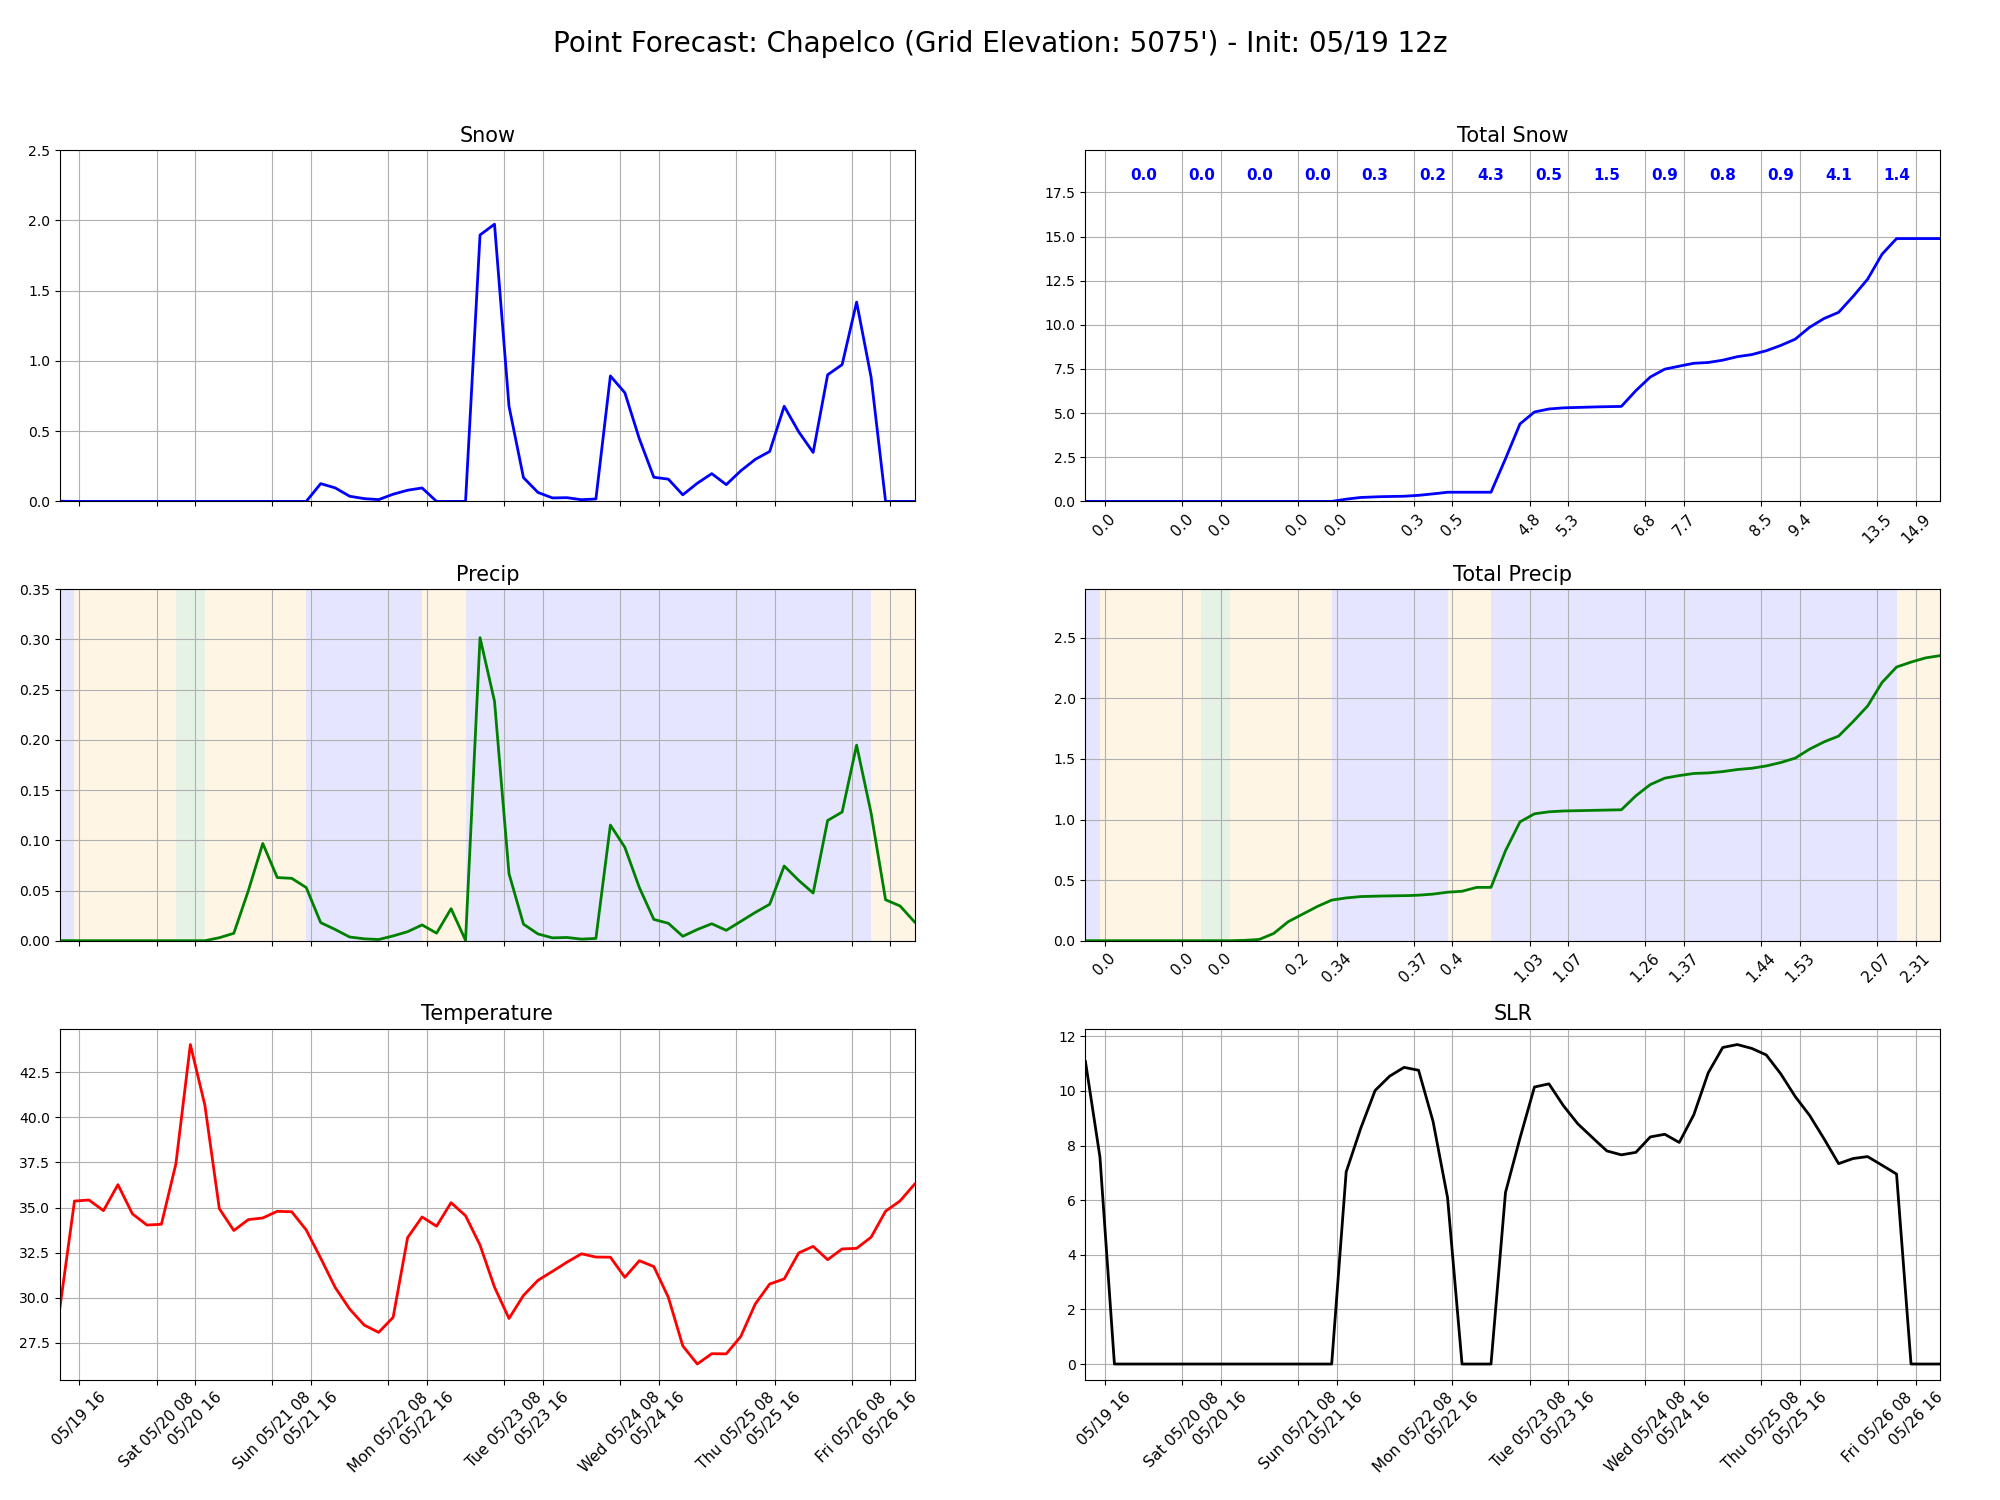 Point Forecast: Chapelco (Grid Elevation: 5075') - Init: 05/19 12z
Snow
2.5
2.0
1.5
1.0
0.5
0.0
Total Snow
0.0 0.0 0.0 0.0 0.3 0.2 4.3 0.5 1.5 0.9 0.8 0.9 4.1 1.4
17.5
15.0
12.5
10.0
7.5
5.0
2.5
0.0
0.0 0.0 0.0 0.0 0.0 0.3 0.5 4.8 5.3 6.8 7.7 8.5 9.4 13.5 14.9
Precip
0.35
0.30
0.25
0.20
0.15
0.10
0.05
0.00
Total Precip
2.5
2.0
1.5
1.0
0.5
0.0
0.0 0.0 0.0 0.2 0.34 0.37 0.4 1.03 1.07 1.26 1.37 1.44 1.53 2.07 2.31
Temperature
42.5
40.0
37.5
35.0
32.5
30.0
27.5
05/19 16
Sat 05/20 08
05/20 16
Sun 05/21 08
05/21 16
Mon 05/22 08
05/22 16
Tue 05/23 08
05/23 16
Wed 05/24 08
05/24 16
Thu 05/25 08
05/25 16
Fri 05/26 08
05/26 16
SLR
12
10
8
6
4
2
0
05/19 16
Sat 05/20 08
05/20 16
Sun 05/21 08
05/21 16
Mon 05/22 08
05/22 16
Tue 05/23 08
05/23 16
Wed 05/24 08
05/24 16
Thu 05/25 08
05/25 16
Fri 05/26 08
05/26 16